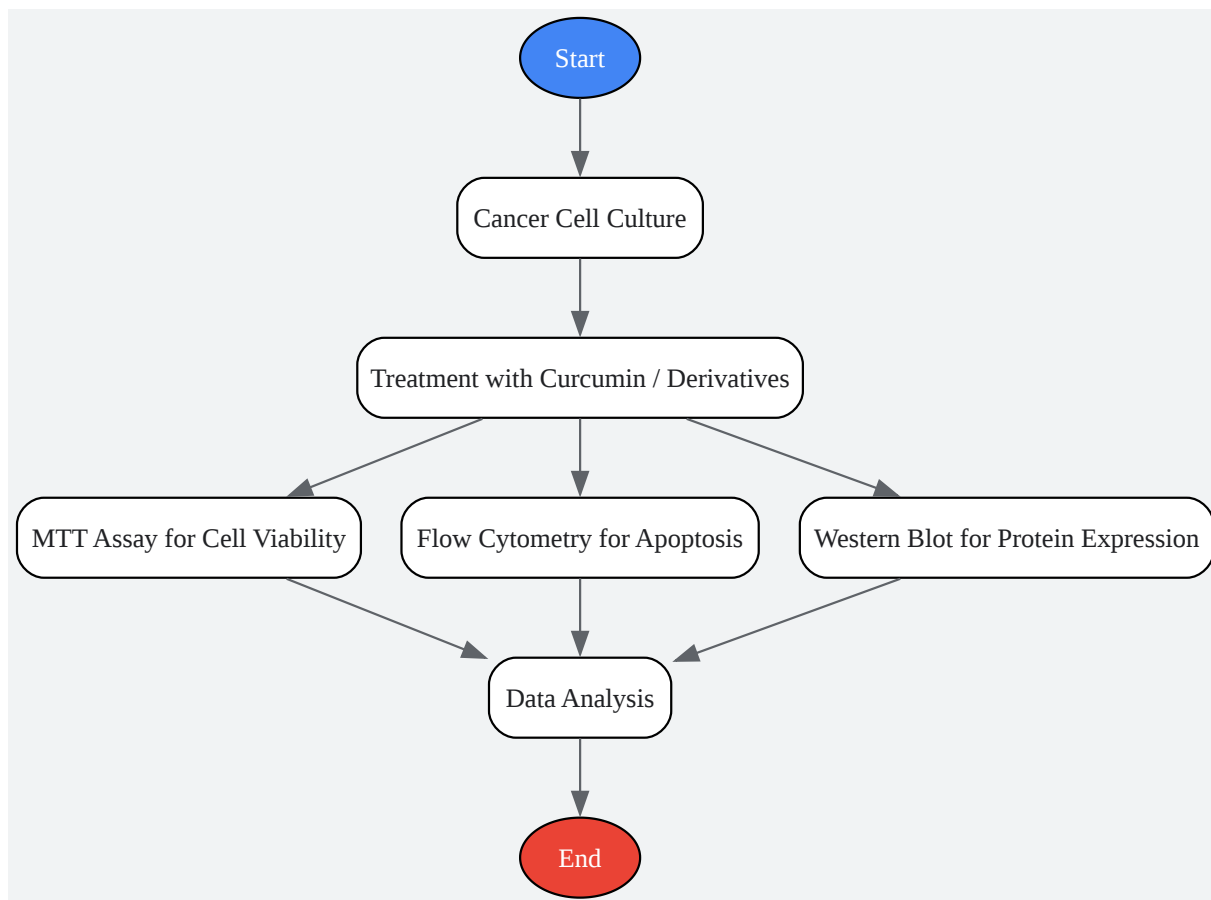 Start
Cancer Cell Culture
Treatment with Curcumin / Derivatives
MTT Assay for Cell Viability
Flow Cytometry for Apoptosis
Western Blot for Protein Expression
Data Analysis
End